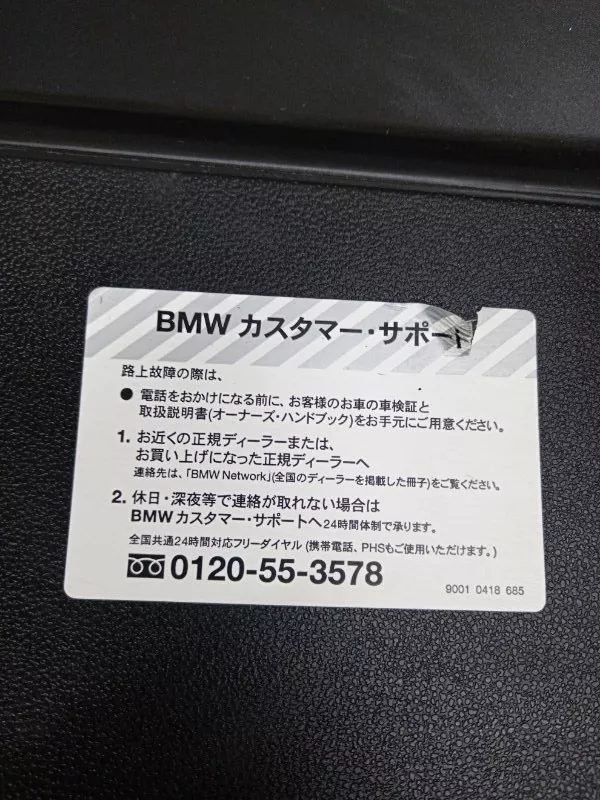 BMW カスタマー・サポート
路上故障の際は、
● 電話をおかけになる前に、お客様のお車の車検証と
取扱説明書(オーナーズ・ハンドブック)をお手元にご用意ください。
1. お近くの正規ディーラーまたは、
お買い上げになった正規ディーラーへ
連絡先は、「BMW Network」(全国のディーラーを掲載した冊子)をご覧ください。
2. 休日・深夜等で連絡が取れない場合は
BMWカスタマー・サポートへ24時間体制で承ります。
全国共通24時間対応フリーダイヤル (携帯電話、PHSもご使用いただけます。)
0120-55-3578
9001 0418 685